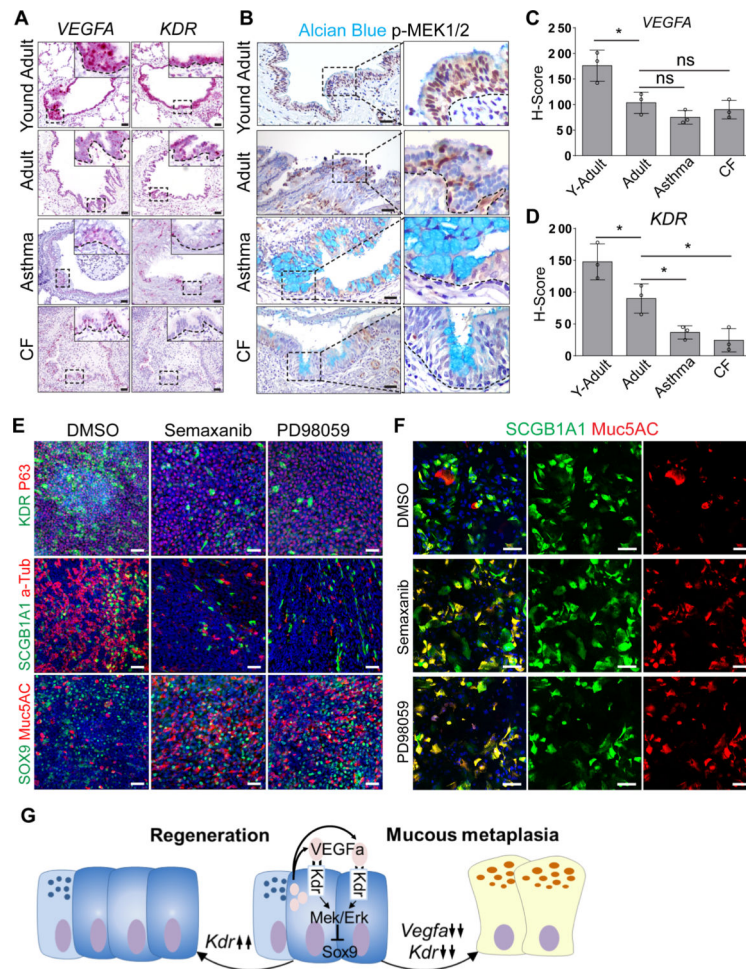 A
VEGFA KDR
Young Adult
Adult
Asthma
CF
B
Alcian Blue p-MEK1/2
Young Adult
Adult
Asthma
CF
C
VEGFA
H-Score
250
200
150
100
50
0
*
ns
ns
Y-Adult
Adult
Asthma
CF
D
KDR
H-Score
200
150
100
50
0
*
*
*
Y-Adult
Adult
Asthma
CF
E
DMSO Semaxanib PD98059
KDR P63
SCGB1A1 a-Tub
SOX9 Muc5AC
F
SCGB1A1 Muc5AC
DMSO
Semaxanib
PD98059
G
Regeneration Mucous metaplasia
VEGFa
Kdr Kdr
Mek/Erk
Sox9
Kdr
Vegfa
Kdr